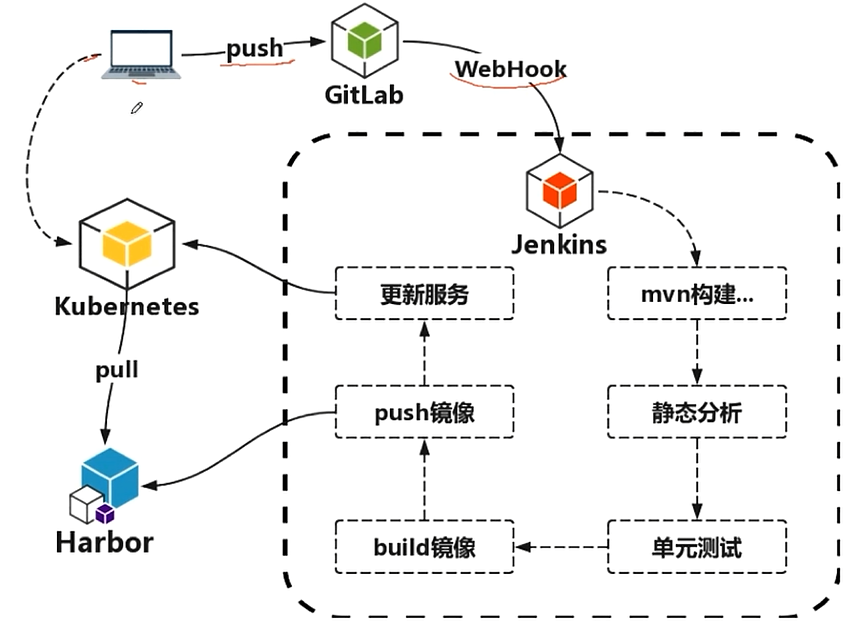 push
GitLab
WebHook
Jenkins
Kubernetes
更新服务
mvn构建...
pull
push镜像
静态分析
Harbor
build镜像
单元测试